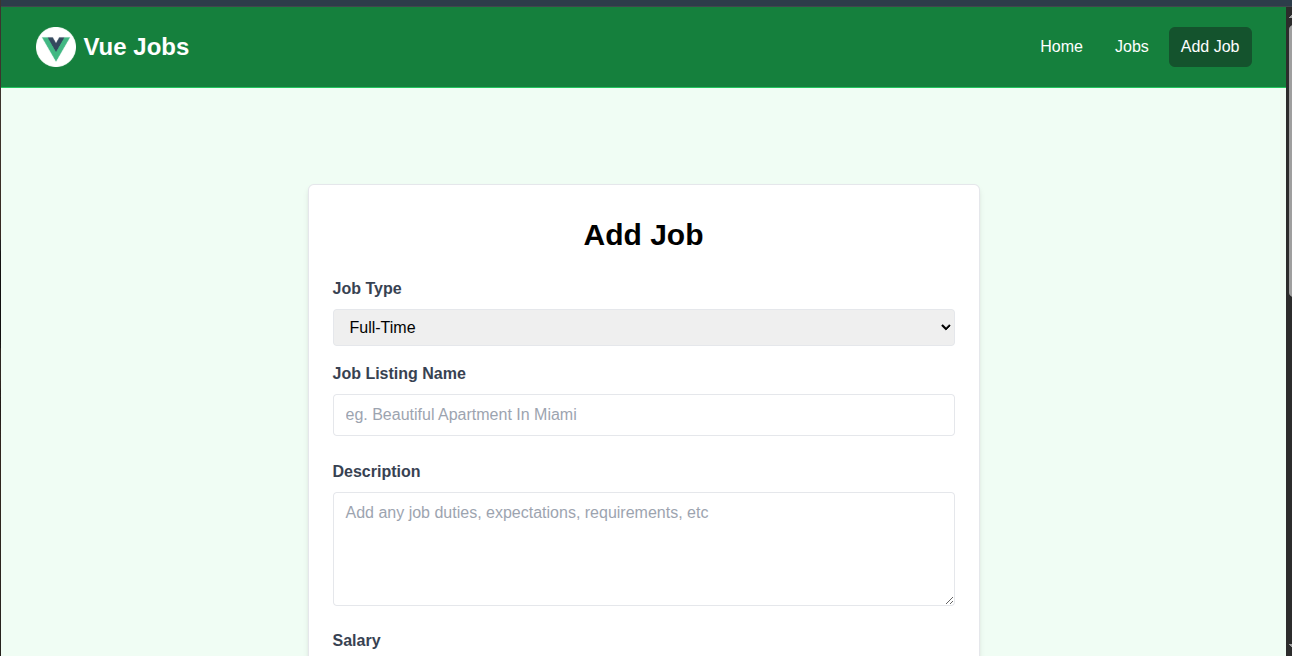 Vue Jobs
Home
Jobs
Add Job
Add Job
Job Type
Full-Time
Job Listing Name
eg. Beautiful Apartment In Miami
Description
Add any job duties, expectations, requirements, etc
Salary